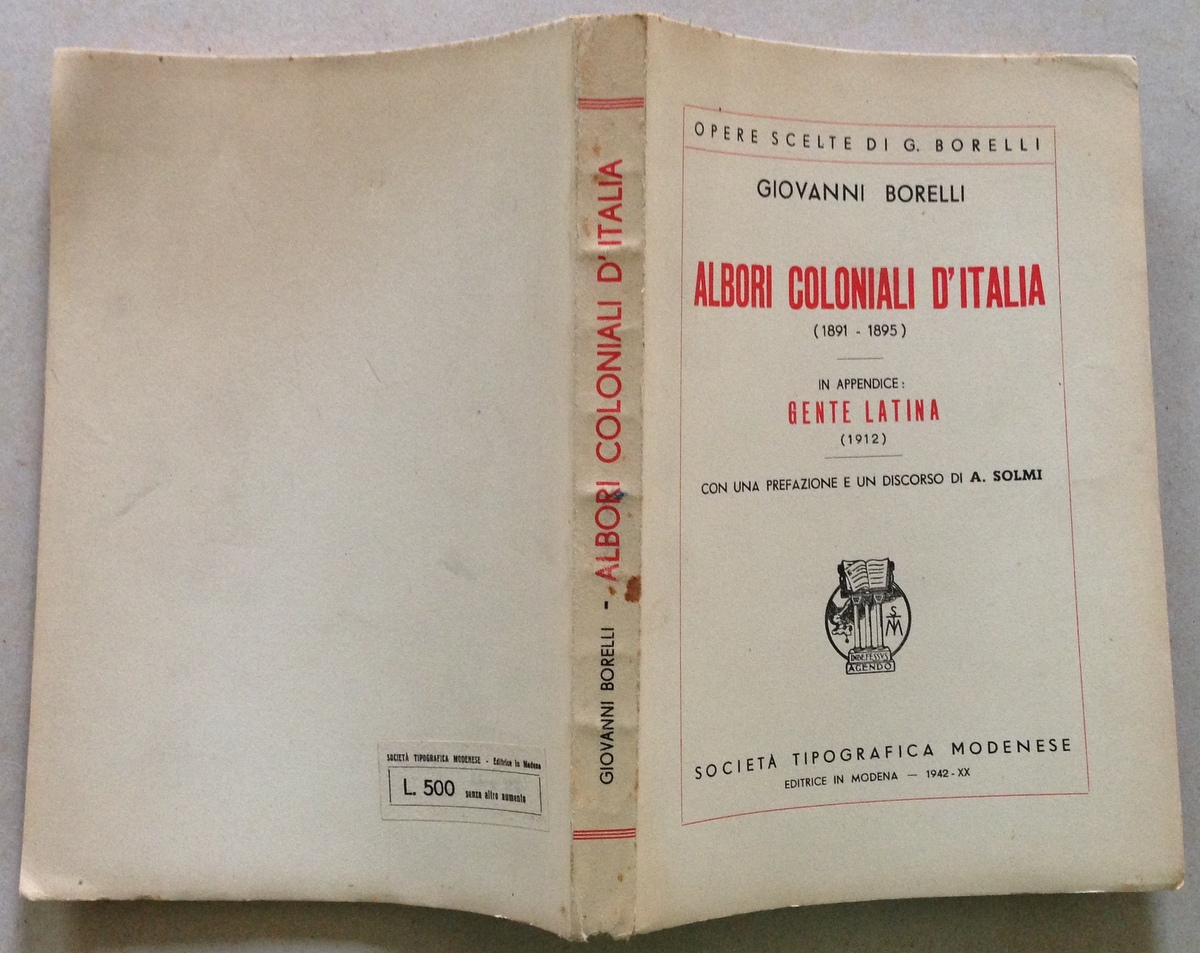 SOCIETÀ TIPOGRAFICA MODENESE - Editrice in Modena
L. 500 senza altro aumento
GIOVANNI BORELLI - ALBORI COLONIALI D'ITALIA
OPERE SCELTE DI G. BORELLI
GIOVANNI BORELLI
ALBORI COLONIALI D'ITALIA
(1891 - 1895)
IN APPENDICE:
GENTE LATINA
(1912)
CON UNA PREFAZIONE E UN DISCORSO DI A. SOLMI
STM
INDEFESSVS
AGENDO
SOCIETÀ TIPOGRAFICA MODENESE
EDITRICE IN MODENA — 1942-XX